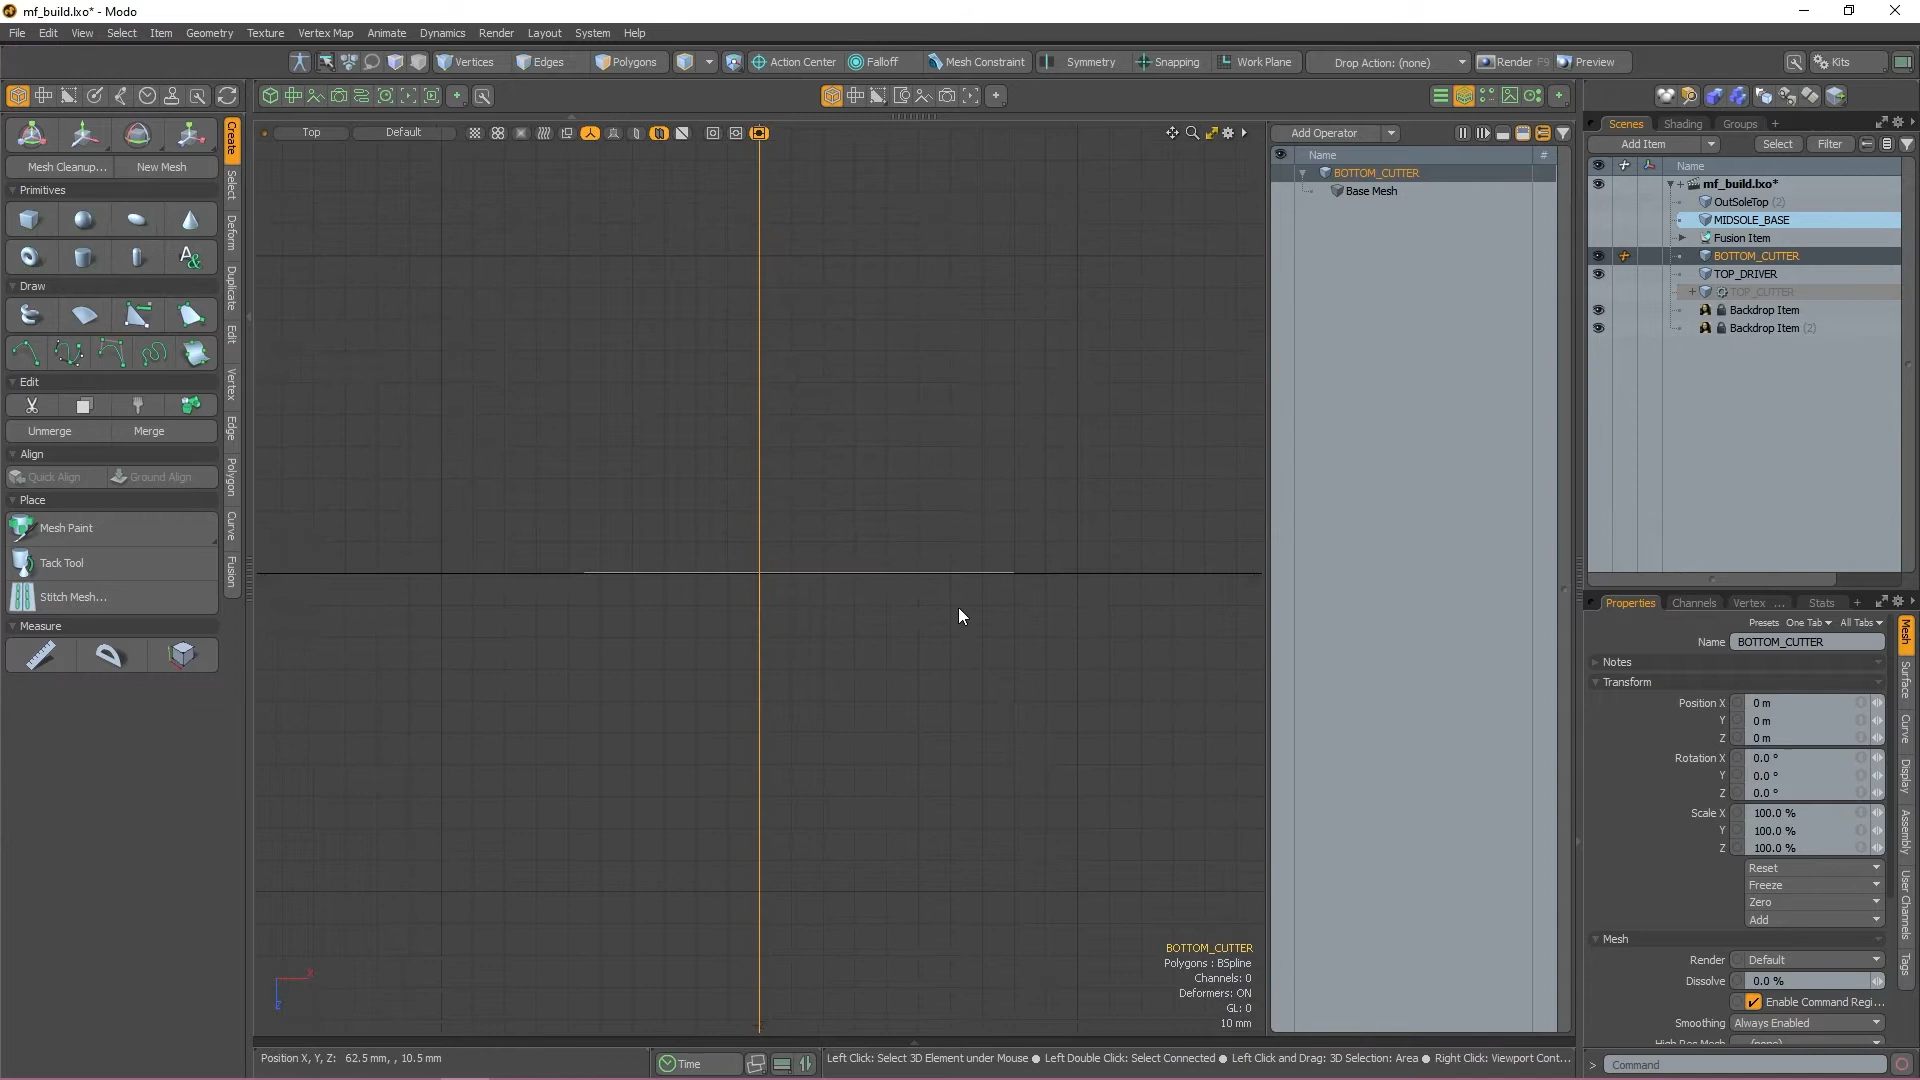 mf_build.lxo* - Modo
File Edit View Select Item Geometry Texture Vertex Map Animate Dynamics Render Layout System Help
Vertices Edges Polygons Action Center Falloff Mesh Constraint Symmetry Snapping Work Plane Drop Action: (none) Render F9 Preview Kits
Top Default
Mesh Cleanup... New Mesh
Primitives
Draw
Edit
Unmerge Merge
Align
Quick Align Ground Align
Place
Mesh Paint
Tack Tool
Stitch Mesh...
Measure
Create
Select
Deform
Duplicate
Edit
Vertex
Edge
Polygon
Curve
Fusion
X
Z
BOTTOM_CUTTER
Polygons : BSpline
Channels: 0
Deformers: ON
GL: 0
10 mm
Add Operator
Name #
BOTTOM_CUTTER
Base Mesh
Scenes Shading Groups +
Add Item Select Filter
Name
mf_build.lxo*
OutSoleTop (2)
MIDSOLE_BASE
Fusion Item
BOTTOM_CUTTER
TOP_DRIVER
TOP_CUTTER
Backdrop Item
Backdrop Item (2)
Properties Channels Vertex ... Stats +
Presets One Tab All Tabs
Name BOTTOM_CUTTER
Notes
Transform
Position X 0 m
Y 0 m
Z 0 m
Rotation X 0.0 °
Y 0.0 °
Z 0.0 °
Scale X 100.0 %
Y 100.0 %
Z 100.0 %
Reset
Freeze
Zero
Add
Mesh
Render Default
Dissolve 0.0 %
Enable Command Regi...
Smoothing Always Enabled
High Res Mesh (none)
Mesh
Surface
Curve
Display
Assembly
User Channels
Tags
Position X, Y, Z: 62.5 mm, , 10.5 mm
Time
Left Click: Select 3D Element under Mouse ● Left Double Click: Select Connected ● Left Click and Drag: 3D Selection: Area ● Right Click: Viewport Cont...
> Command